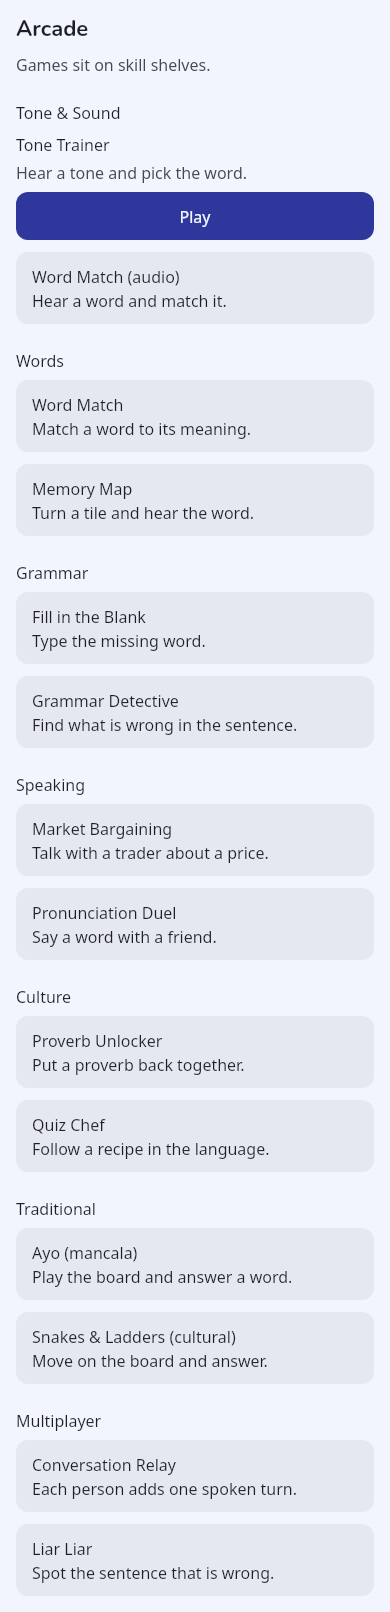 Arcade
Games sit on skill shelves.
Tone & Sound
Tone Trainer
Hear a tone and pick the word.
Play
Word Match (audio)
Hear a word and match it.
Words
Word Match
Match a word to its meaning.
Memory Map
Turn a tile and hear the word.
Grammar
Fill in the Blank
Type the missing word.
Grammar Detective
Find what is wrong in the sentence.
Speaking
Market Bargaining
Talk with a trader about a price.
Pronunciation Duel
Say a word with a friend.
Culture
Proverb Unlocker
Put a proverb back together.
Quiz Chef
Follow a recipe in the language.
Traditional
Ayo (mancala)
Play the board and answer a word.
Snakes & Ladders (cultural)
Move on the board and answer.
Multiplayer
Conversation Relay
Each person adds one spoken turn.
Liar Liar
Spot the sentence that is wrong.